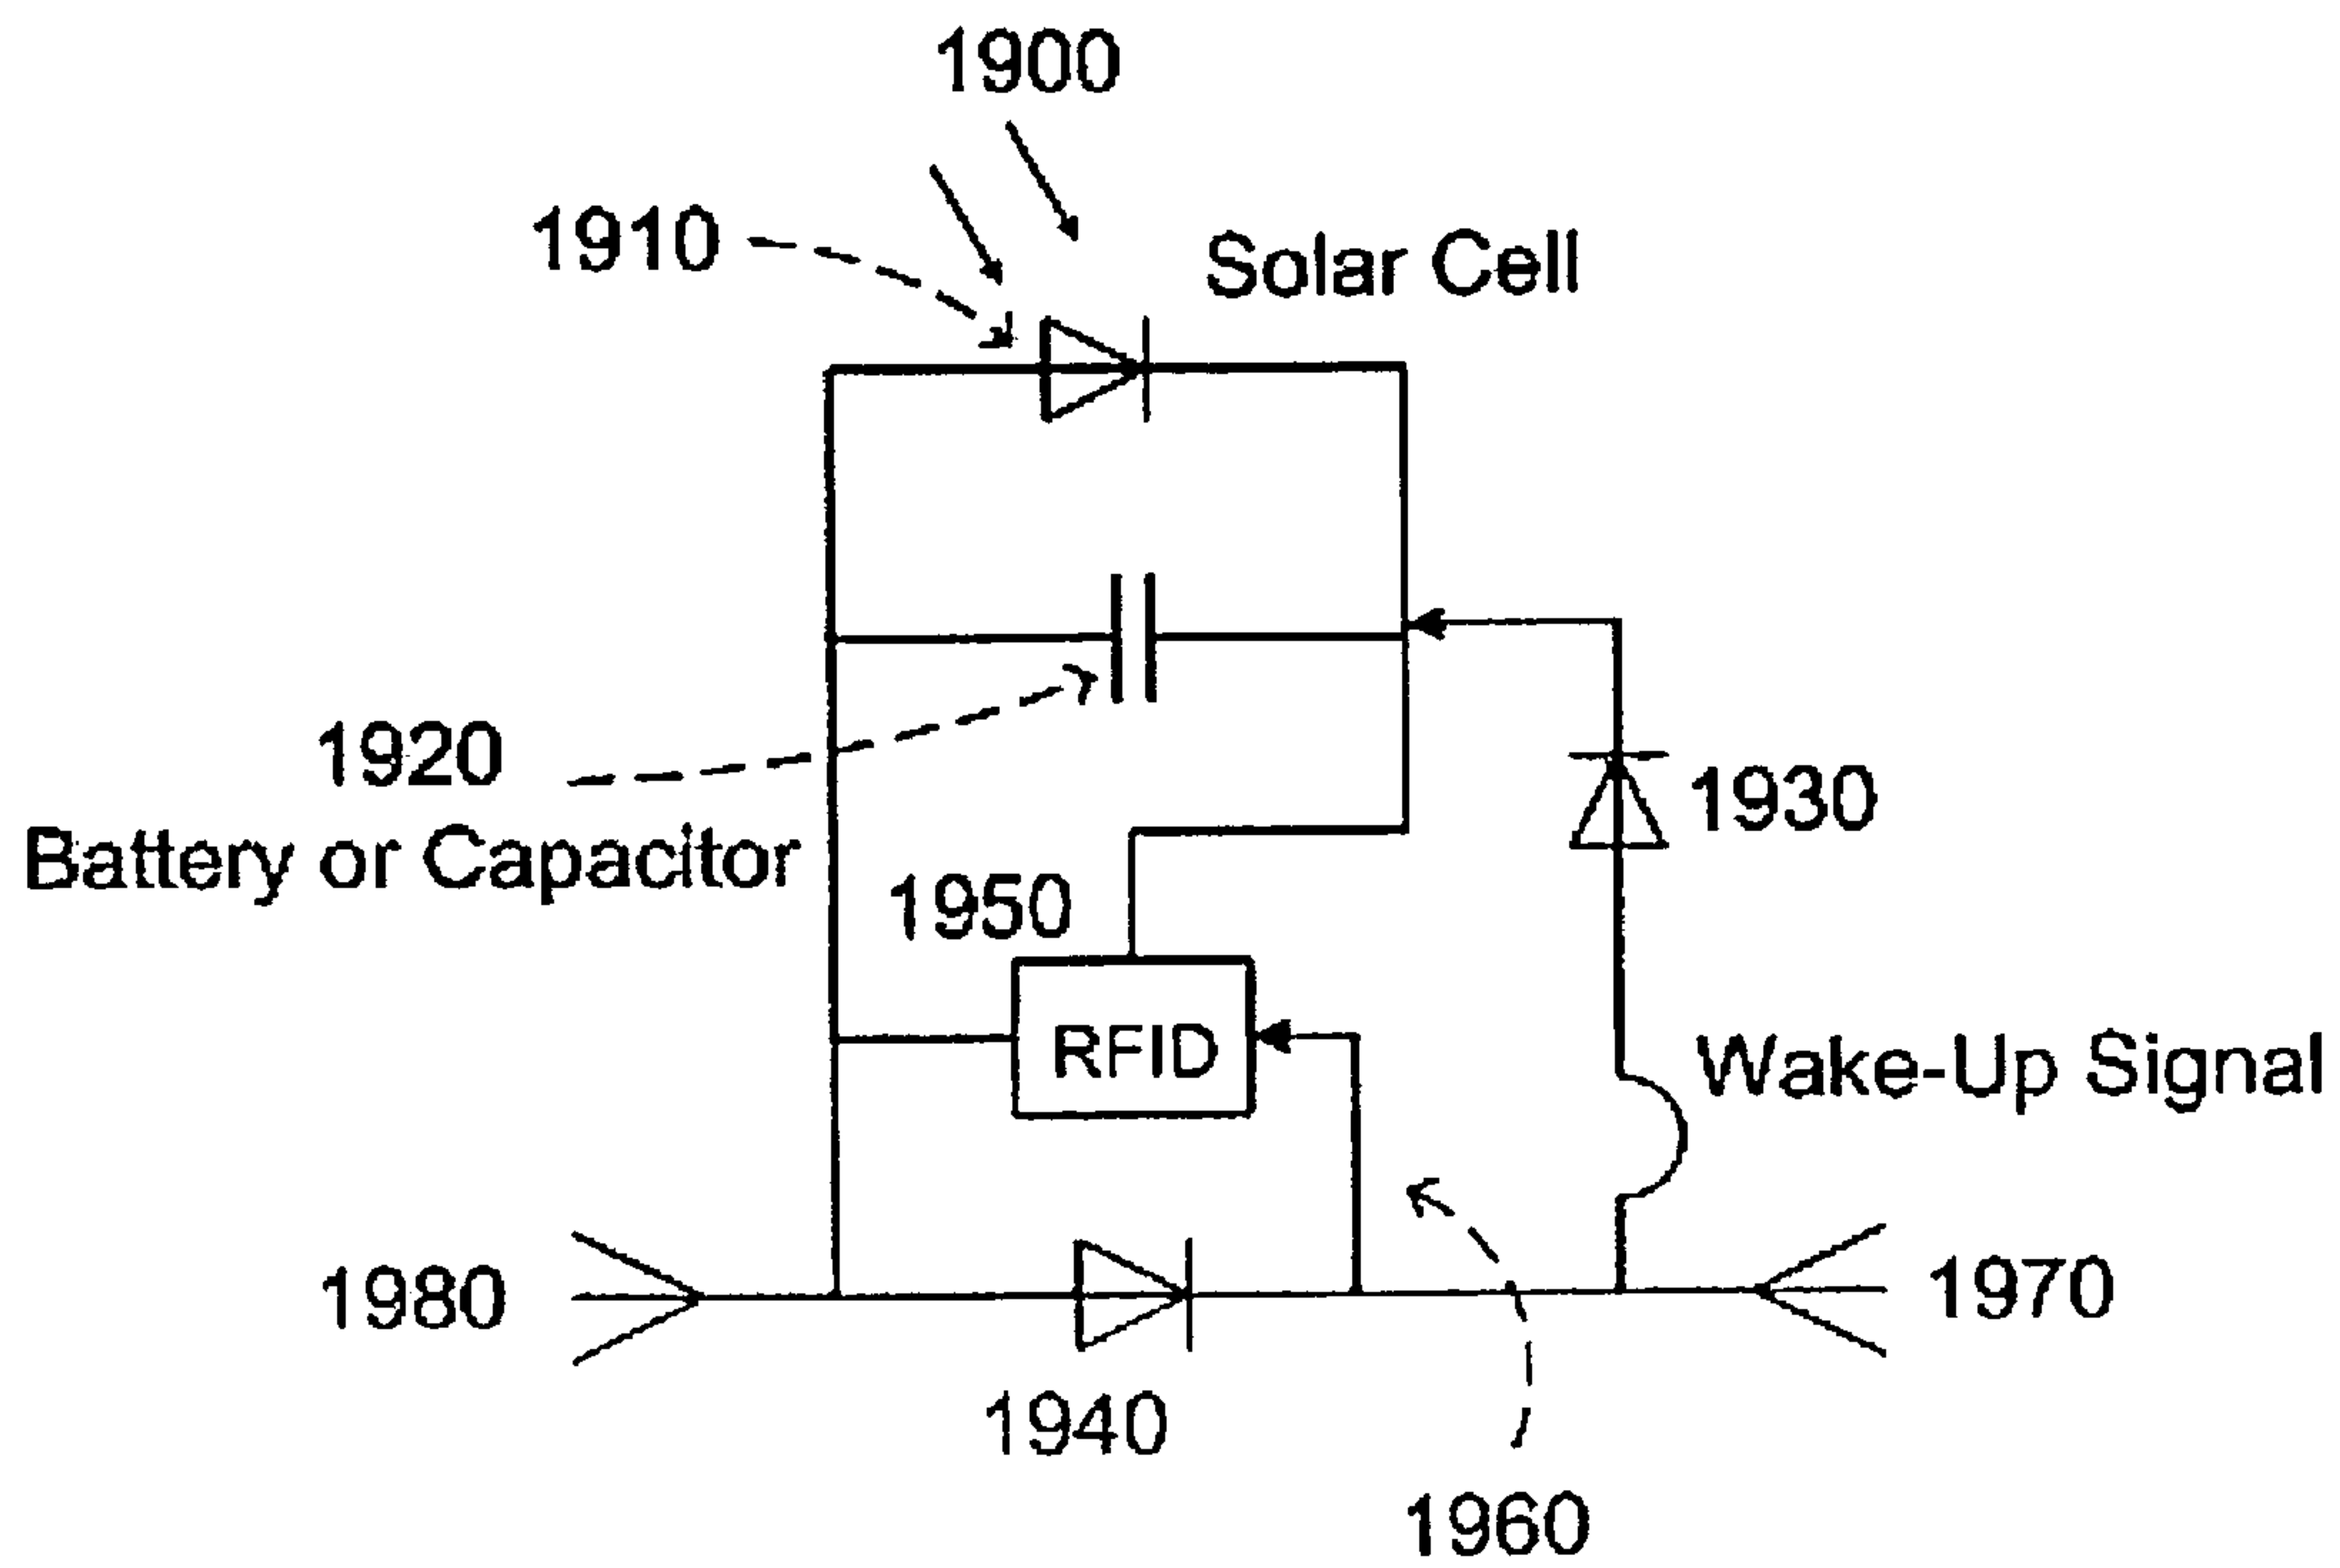 1900
1910
Solar Cell
1920
Battery or Capacitor
1930
1950
RFID
Wake-Up Signal
1980
1970
1940
1960